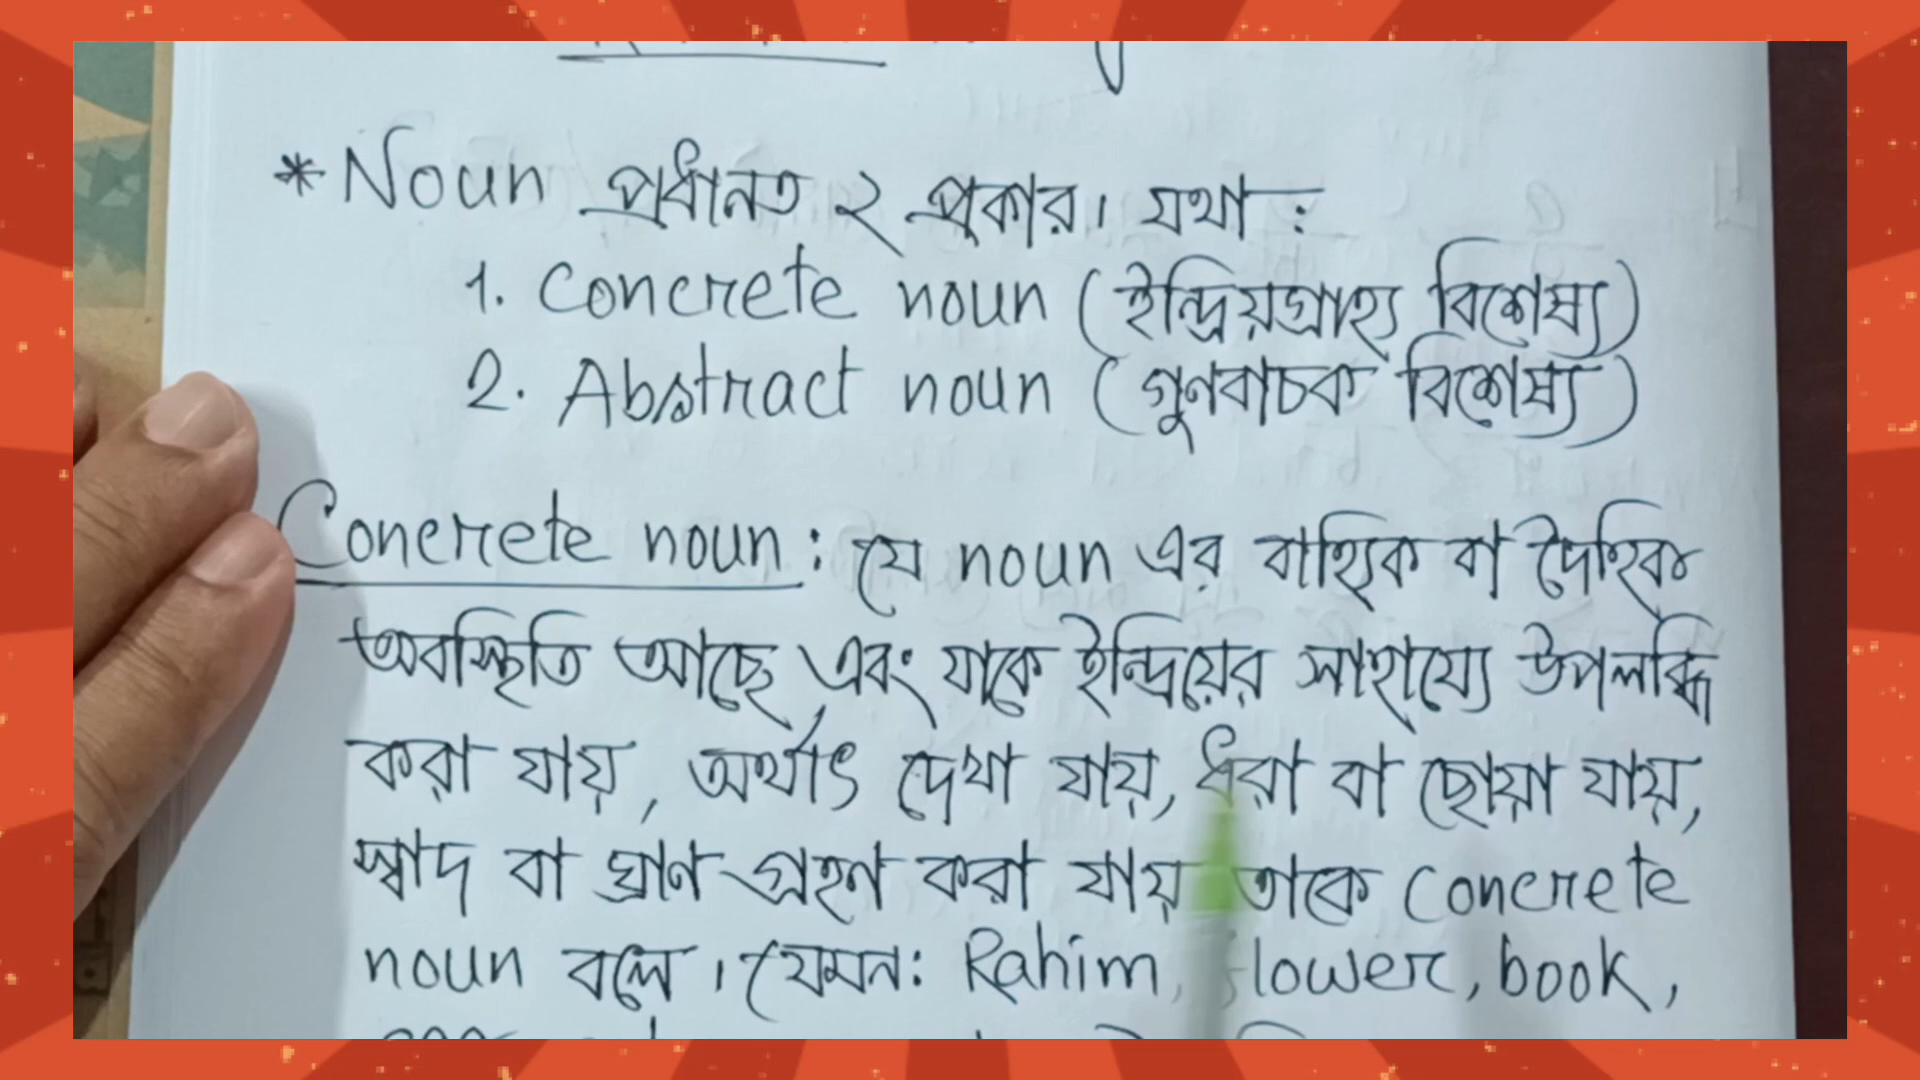 * Noun প্রধানত ২ প্রকার। যথা :
1. Concrete noun (ইন্দ্রিয়গ্রাহ্য বিশেষ্য)
2. Abstract noun (গুণবাচক বিশেষ্য)
Concrete noun : যে noun এর বাহ্যিক বা দৈহিক
অবস্থিতি আছে এবং যাকে ইন্দ্রিয়ের সাহায্যে উপলব্ধি
করা যায়, অর্থাৎ দেখা যায়, ধরা বা ছোয়া যায়,
স্বাদ বা ঘ্রাণ গ্রহণ করা যায় তাকে concrete
noun বলে। যেমন: Rahim, flower, book,